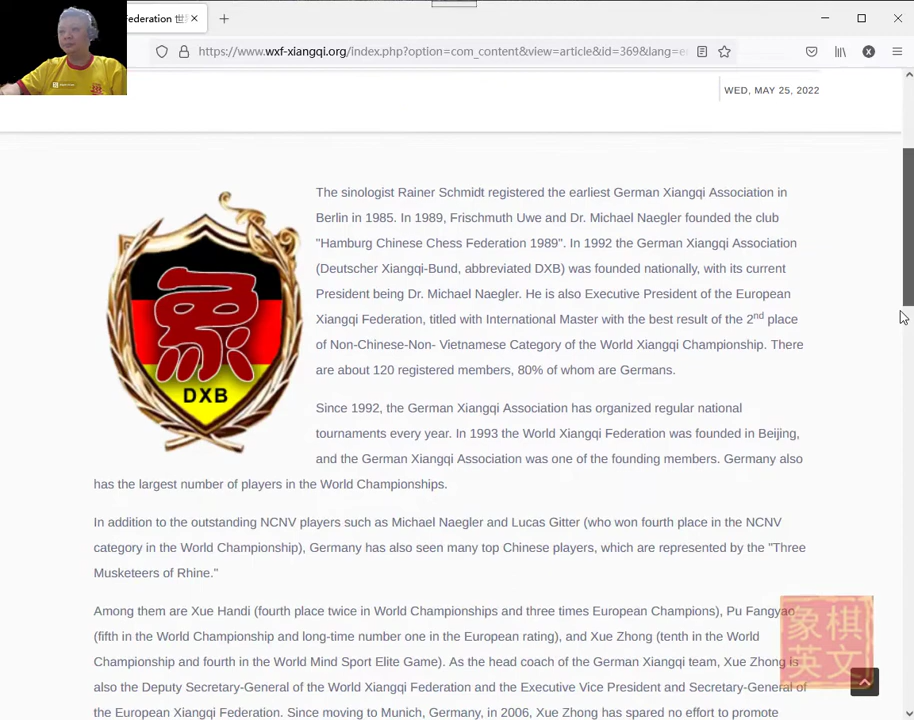 Federation 世
https://www.wxf-xiangqi.org/index.php?option=com_content&view=article&id=369&lang=e
WED, MAY 25, 2022
The sinologist Rainer Schmidt registered the earliest German Xiangqi Association in
Berlin in 1985. In 1989, Frischmuth Uwe and Dr. Michael Naegler founded the club
"Hamburg Chinese Chess Federation 1989". In 1992 the German Xiangqi Association
(Deutscher Xiangqi-Bund, abbreviated DXB) was founded nationally, with its current
President being Dr. Michael Naegler. He is also Executive President of the European
Xiangqi Federation, titled with International Master with the best result of the 2nd place
of Non-Chinese-Non- Vietnamese Category of the World Xiangqi Championship. There
are about 120 registered members, 80% of whom are Germans.
象
DXB
Since 1992, the German Xiangqi Association has organized regular national
tournaments every year. In 1993 the World Xiangqi Federation was founded in Beijing,
and the German Xiangqi Association was one of the founding members. Germany also
has the largest number of players in the World Championships.
In addition to the outstanding NCNV players such as Michael Naegler and Lucas Gitter (who won fourth place in the NCNV
category in the World Championship), Germany has also seen many top Chinese players, which are represented by the "Three
Musketeers of Rhine."
Among them are Xue Handi (fourth place twice in World Championships and three times European Champions), Pu Fangyao
(fifth in the World Championship and long-time number one in the European rating), and Xue Zhong (tenth in the World
Championship and fourth in the World Mind Sport Elite Game). As the head coach of the German Xiangqi team, Xue Zhong is
also the Deputy Secretary-General of the World Xiangqi Federation and the Executive Vice President and Secretary-General of
the European Xiangqi Federation. Since moving to Munich, Germany, in 2006, Xue Zhong has spared no effort to promote
象棋
英文